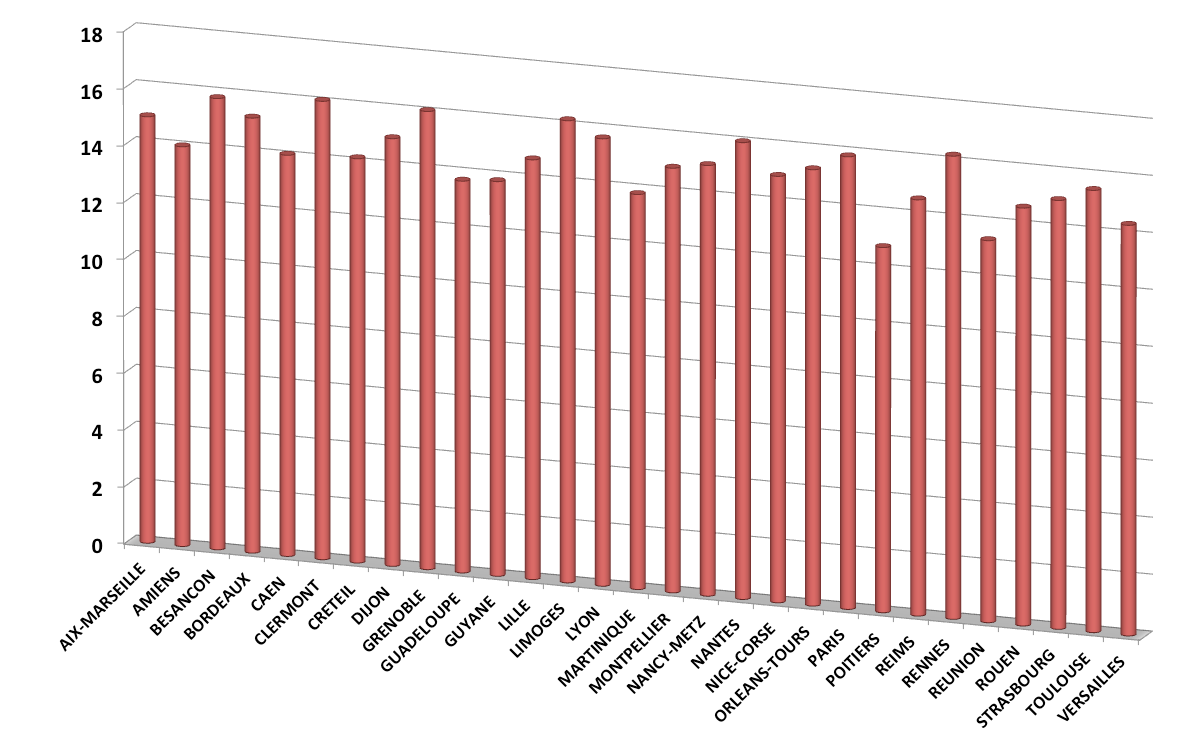 18
16
14
12
10
8
6
4
2
0
AIX-MARSEILLE
AMIENS
BESANCON
BORDEAUX
CAEN
CLERMONT
CRETEIL
DIJON
GRENOBLE
GUADELOUPE
GUYANE
LILLE
LIMOGES
LYON
MARTINIQUE
MONTPELLIER
NANCY-METZ
NANTES
NICE-CORSE
ORLEANS-TOURS
PARIS
POITIERS
REIMS
RENNES
REUNION
ROUEN
STRASBOURG
TOULOUSE
VERSAILLES